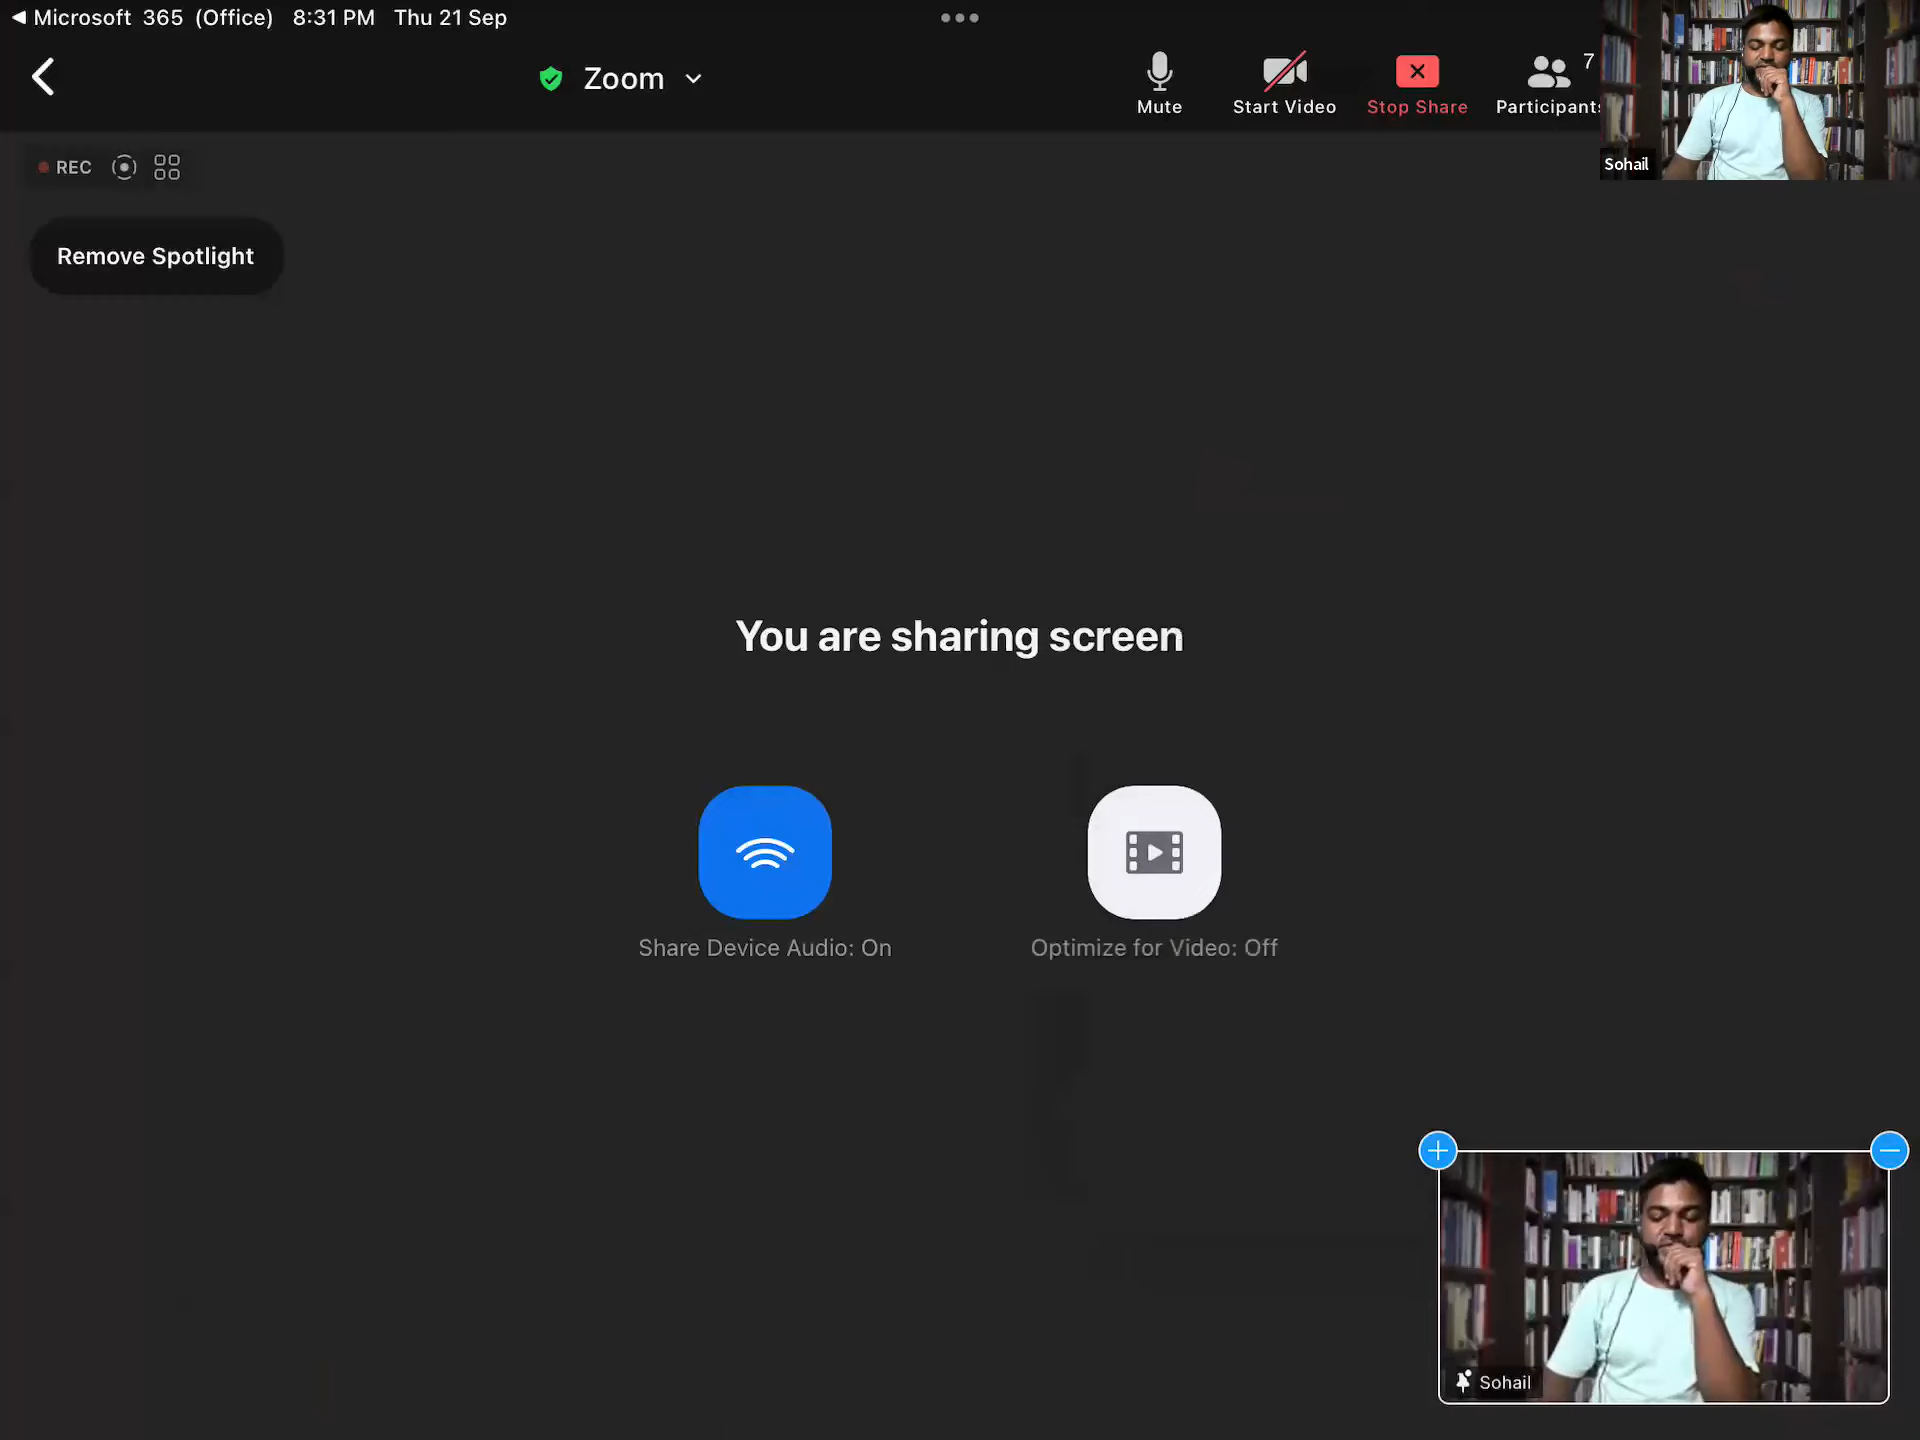 ◀ Microsoft 365 (Office) 8:31 PM Thu 21 Sep
Zoom
Mute
Start Video
Stop Share
Participants
7
Sohail
REC
Remove Spotlight
You are sharing screen
Share Device Audio: On
Optimize for Video: Off
Sohail